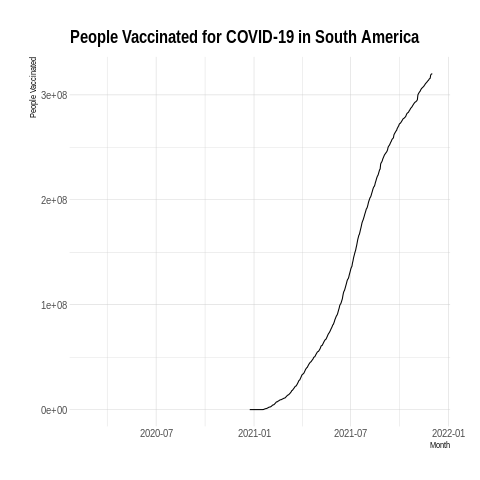 People Vaccinated for COVID-19 in South America
People Vaccinated
3e+08
2e+08
1e+08
0e+00
2020-07
2021-01
2021-07
2022-01
Month